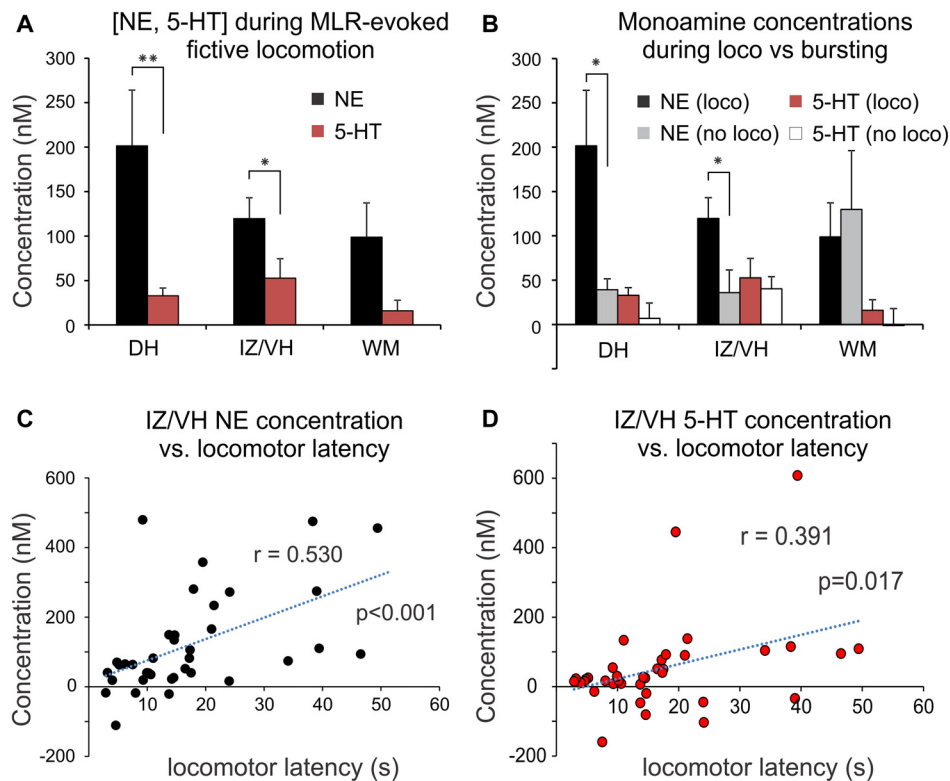 A
[NE, 5-HT] during MLR-evoked
fictive locomotion
300
250
200
150
100
50
0
Concentration (nM)
**
*
NE
5-HT
DH
IZ/VH
WM
B
Monoamine concentrations
during loco vs bursting
300
250
200
150
100
50
0
Concentration (nM)
*
*
NE (loco)
5-HT (loco)
NE (no loco)
5-HT (no loco)
DH
IZ/VH
WM
C
IZ/VH NE concentration
vs. locomotor latency
600
400
200
0
-200
Concentration (nM)
r = 0.530
p<0.001
0
10
20
30
40
50
60
locomotor latency (s)
D
IZ/VH 5-HT concentration
vs. locomotor latency
600
400
200
0
-200
Concentration (nM)
r = 0.391
p=0.017
10
20
30
40
50
60
locomotor latency (s)